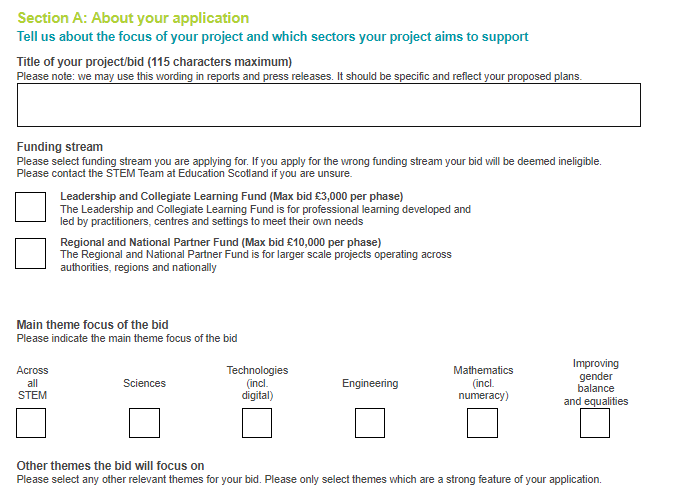 Section A: About your application
Tell us about the focus of your project and which sectors your project aims to support
Title of your project/bid (115 characters maximum)
Please note: we may use this wording in reports and press releases. It should be specific and reflect your proposed plans.
Funding stream
Please select funding stream you are applying for. If you apply for the wrong funding stream your bid will be deemed ineligible.
Please contact the STEM Team at Education Scotland if you are unsure.
Leadership and Collegiate Learning Fund (Max bid £3,000 per phase)
The Leadership and Collegiate Learning Fund is for professional learning developed and
led by practitioners, centres and settings to meet their own needs
Regional and National Partner Fund (Max bid £10,000 per phase)
The Regional and National Partner Fund is for larger scale projects operating across
authorities, regions and nationally
Main theme focus of the bid
Please indicate the main theme focus of the bid
Across
all
STEM
Sciences
Technologies
(incl.
digital)
Engineering
Mathematics
(incl.
numeracy)
Improving
gender
balance
and equalities
Other themes the bid will focus on
Please select any other relevant themes for your bid. Please only select themes which are a strong feature of your application.